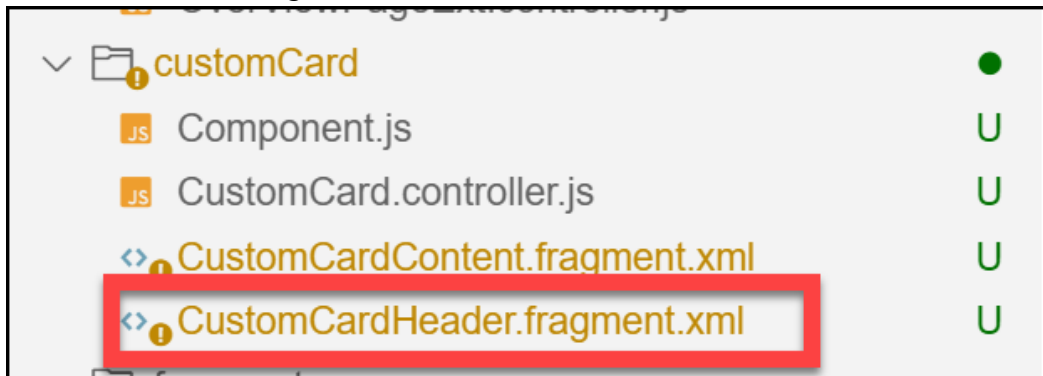 customCard
JS Component.js U
JS CustomCard.controller.js U
CustomCardContent.fragment.xml U
CustomCardHeader.fragment.xml U